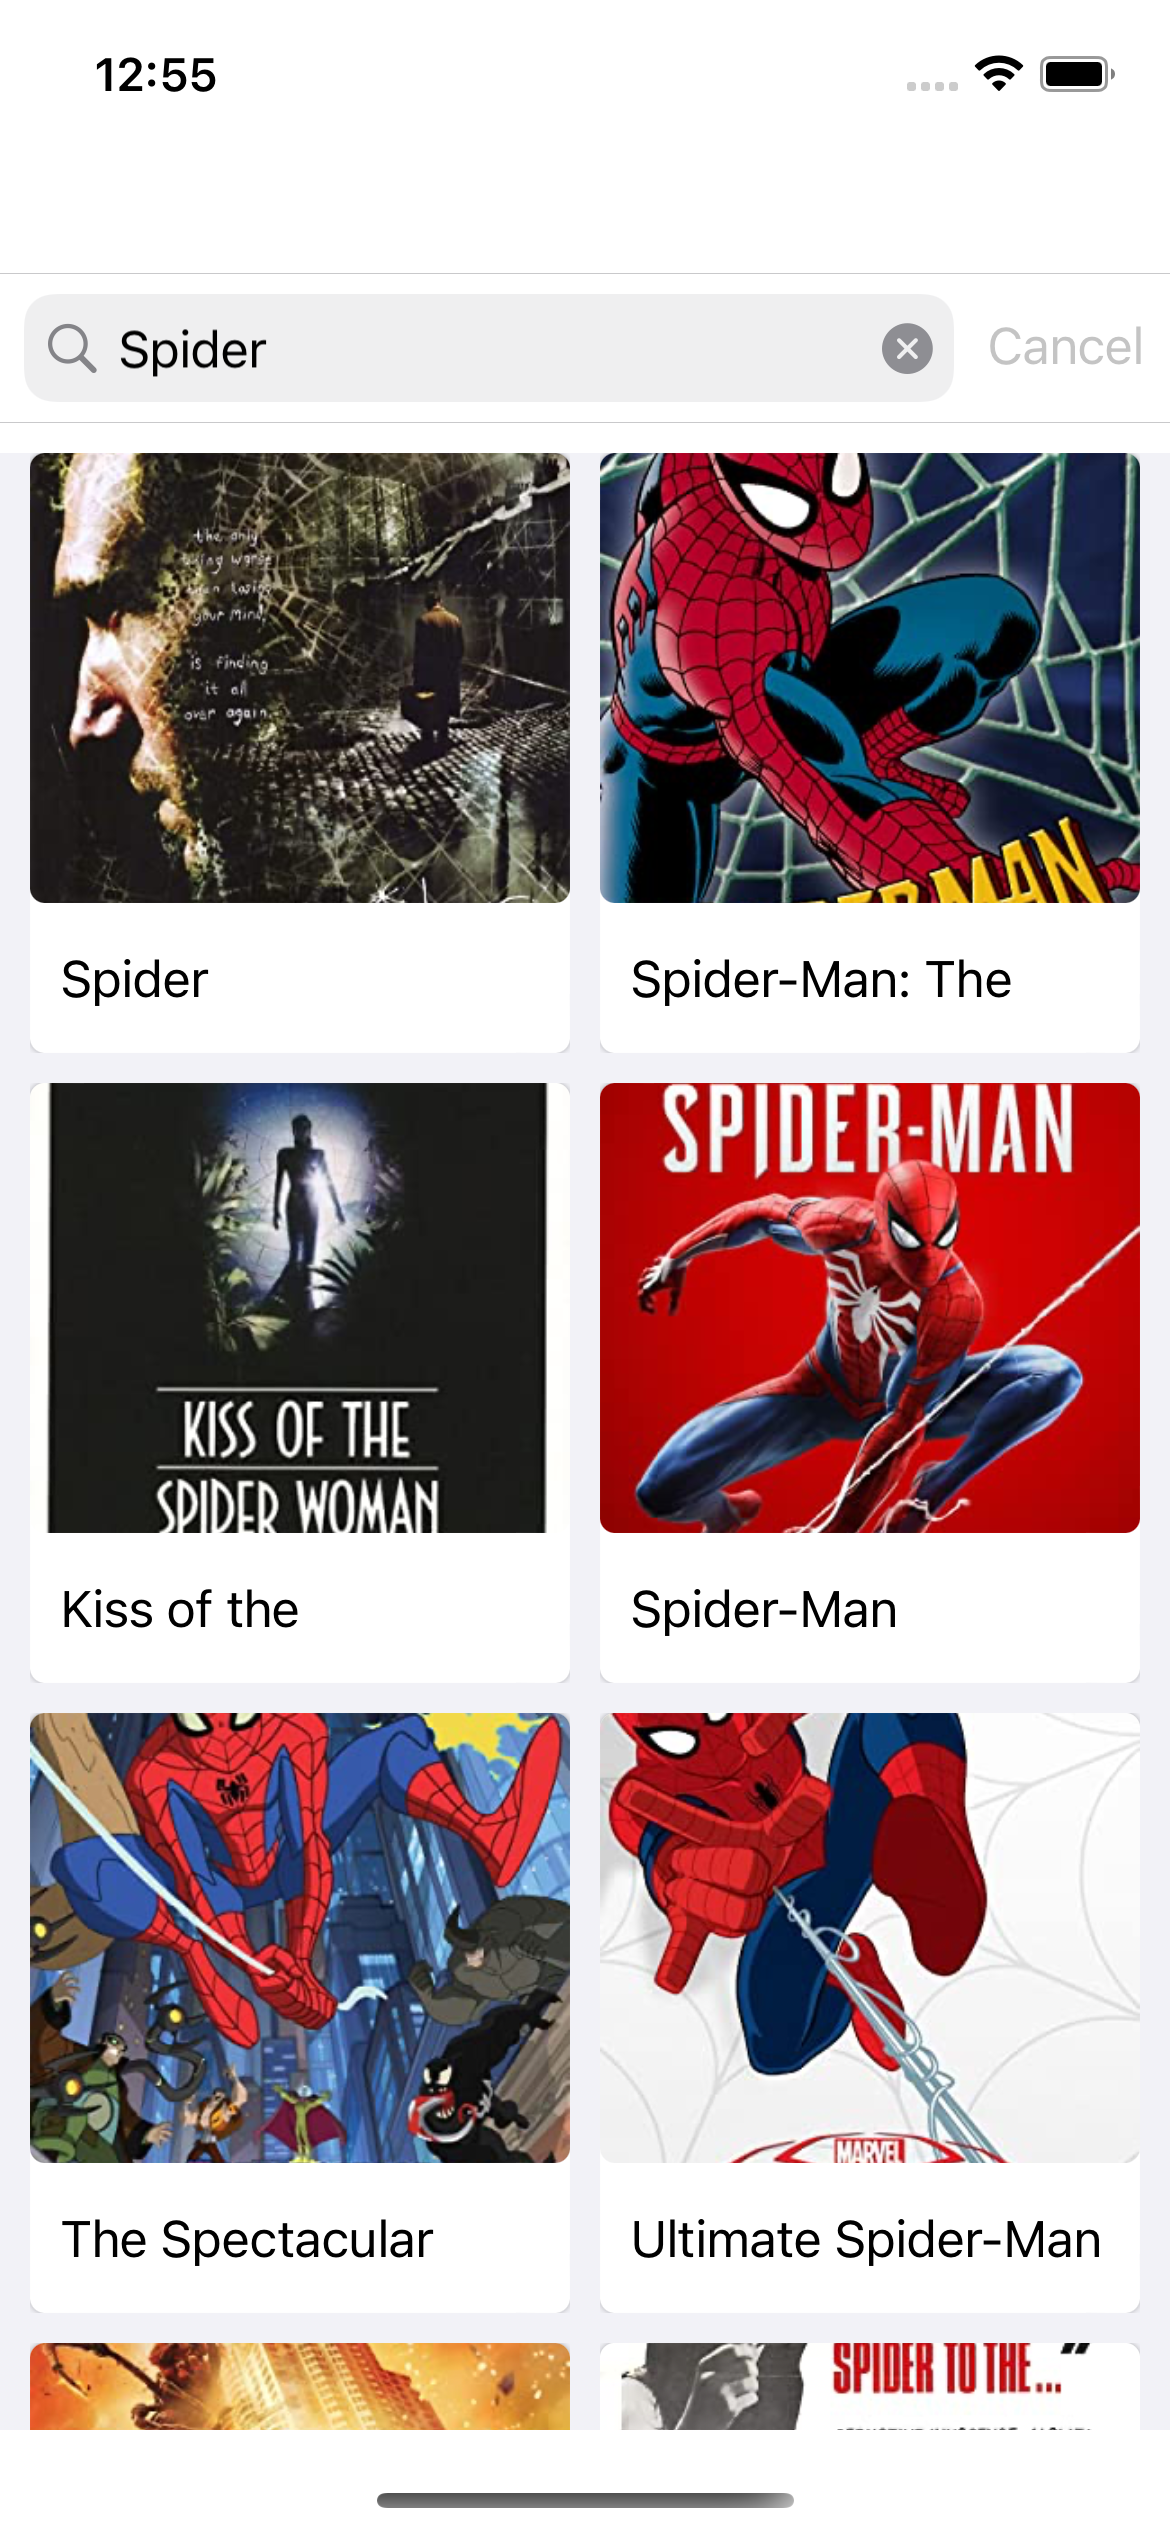 12:55
Spider
Cancel
the only
thing worse
than losing
your mind,
is finding
it all
over again.
Spider
Spider-Man: The
KISS OF THE
SPIDER WOMAN
SPIDER-MAN
Kiss of the
Spider-Man
MARVEL
The Spectacular
Ultimate Spider-Man
SPIDER TO THE..."